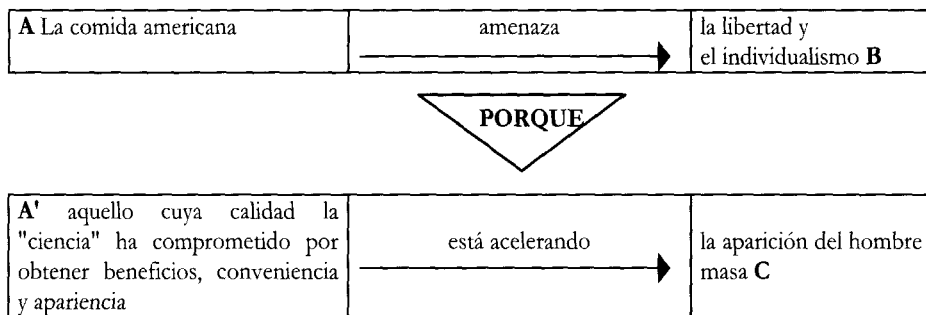 A La comida americana amenaza la libertad y
el individualismo B
PORQUE
A' aquello cuya calidad la
"ciencia" ha comprometido por
obtener beneficios, conveniencia
y apariencia
está acelerando
la aparición del hombre
masa C